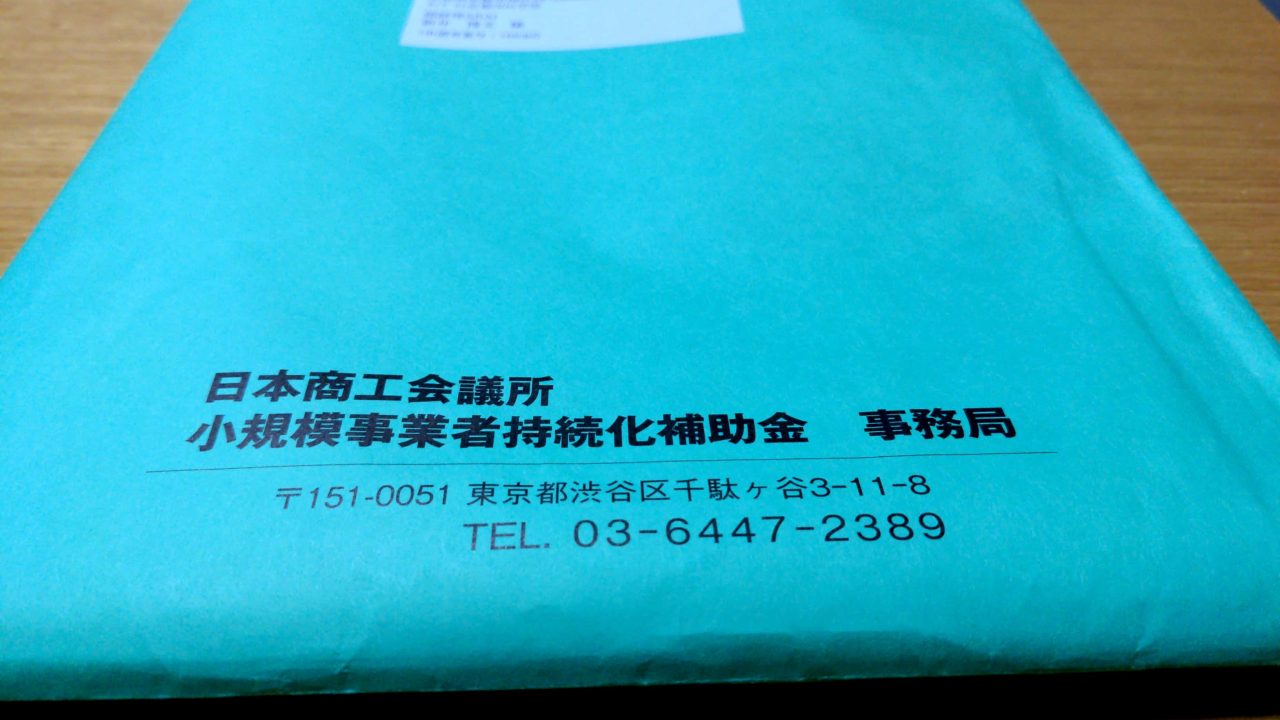 日本商工会議所
小規模事業者持続化補助金 事務局
〒151-0051 東京都渋谷区千駄ヶ谷3-11-8
TEL. 03-6447-2389